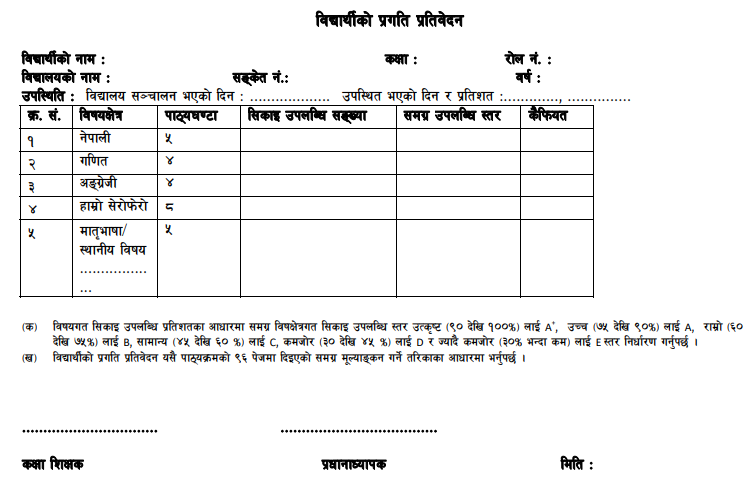 विद्यार्थीको प्रगति प्रतिवेदन
विद्यार्थीको नाम : कक्षा : रोल नं. :
विद्यालयको नाम : सङ्केत नं.: वर्ष :
उपस्थिति : विद्यालय सञ्चालन भएको दिन : ................... उपस्थित भएको दिन र प्रतिशत :............., ...............
क्र. सं. विषयक्षेत्र पाठ्यघण्टा सिकाइ उपलब्धि सङ्ख्या समग्र उपलब्धि स्तर कैफियत
१ नेपाली ५
२ गणित ४
३ अङ्ग्रेजी ४
४ हाम्रो सेरोफेरो ८
५ मातृभाषा/ ५
स्थानीय विषय
................
...
(क) विषयगत सिकाइ उपलब्धि प्रतिशतका आधारमा समग्र विषक्षेत्रगत सिकाइ उपलब्धि स्तर उत्कृष्ट (९० देखि १००%) लाई A⁺, उच्च (७५ देखि ९०%) लाई A, राम्रो (६०
देखि ७५%) लाई B, सामान्य (४५ देखि ६० %) लाई C, कमजोर (३० देखि ४५ %) लाई D र ज्यादै कमजोर (३०% भन्दा कम) लाई E स्तर निर्धारण गर्नुपर्छ ।
(ख) विद्यार्थीको प्रगति प्रतिवेदन यसै पाठ्यक्रमको ९६ पेजमा दिइएको समग्र मूल्याङ्कन गर्ने तरिकाका आधारमा भर्नुपर्छ ।
................................ .....................................
कक्षा शिक्षक प्रधानाध्यापक मिति :